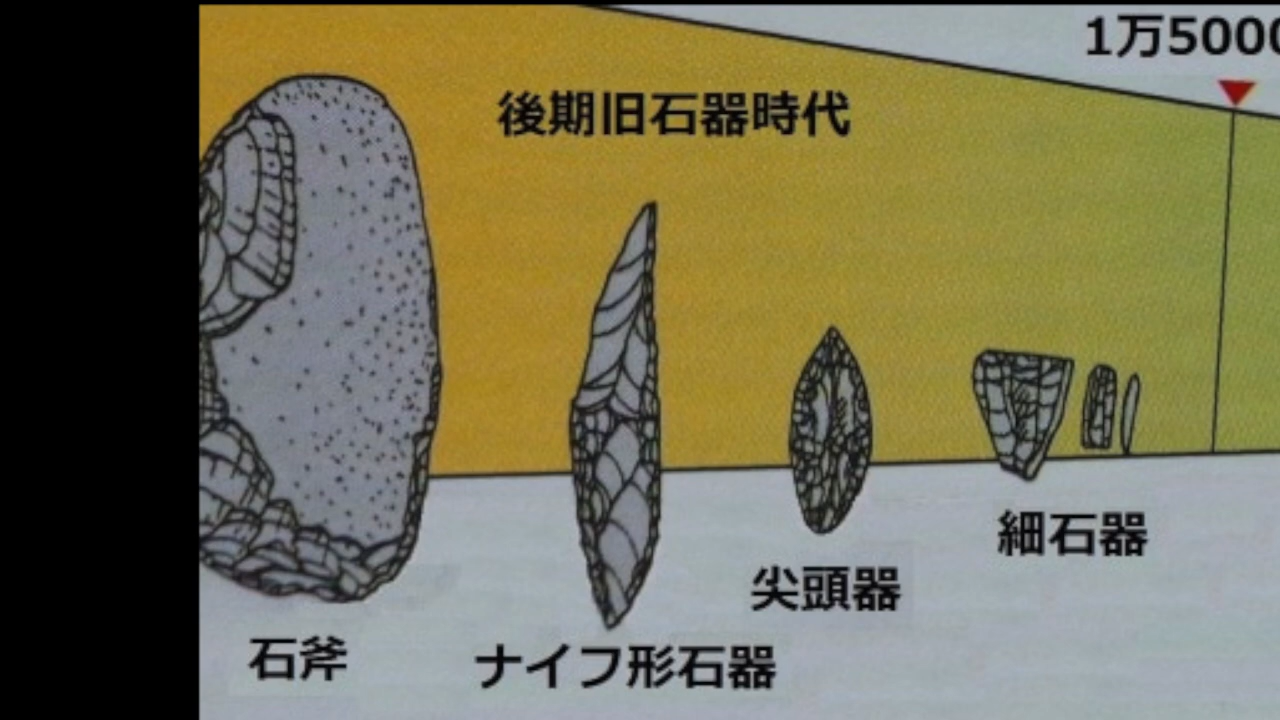 1万5000
後期旧石器時代
細石器
尖頭器
石斧
ナイフ形石器